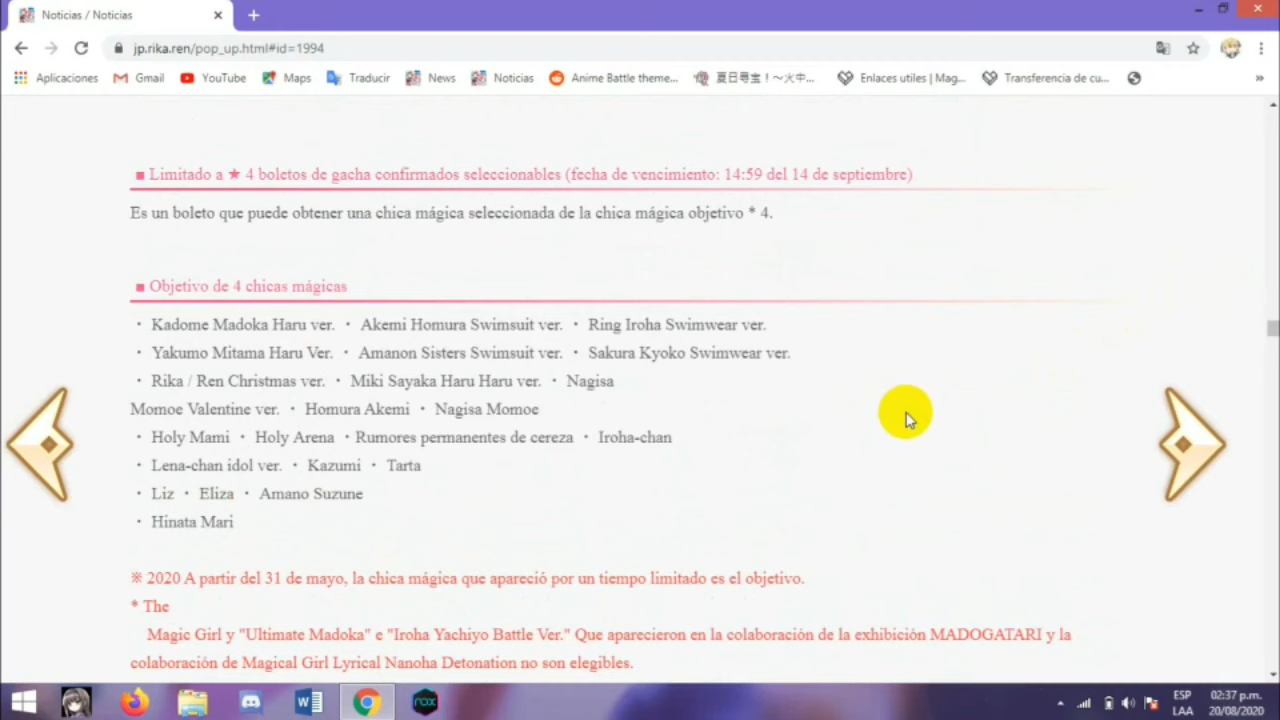 Noticias / Noticias
jp.rika.ren/pop_up.html#id=1994
Aplicaciones Gmail YouTube Maps Traducir News Noticias Anime Battle theme... 夏日尋宝！～火中... Enlaces utiles | Mag... Transferencia de cu... »
■ Limitado a ★ 4 boletos de gacha confirmados seleccionables (fecha de vencimiento: 14:59 del 14 de septiembre)
Es un boleto que puede obtener una chica mágica seleccionada de la chica mágica objetivo * 4.
■ Objetivo de 4 chicas mágicas
・ Kadome Madoka Haru ver. ・ Akemi Homura Swimsuit ver. ・ Ring Iroha Swimwear ver.
・ Yakumo Mitama Haru Ver. ・ Amanon Sisters Swimsuit ver. ・ Sakura Kyoko Swimwear ver.
・ Rika / Ren Christmas ver. ・ Miki Sayaka Haru Haru ver. ・ Nagisa
Momoe Valentine ver. ・ Homura Akemi ・ Nagisa Momoe
・ Holy Mami ・ Holy Arena ・Rumores permanentes de cereza ・ Iroha-chan
・ Lena-chan idol ver. ・ Kazumi ・ Tarta
・ Liz ・ Eliza ・ Amano Suzune
・ Hinata Mari
※ 2020 A partir del 31 de mayo, la chica mágica que apareció por un tiempo limitado es el objetivo.
* The
Magic Girl y "Ultimate Madoka" e "Iroha Yachiyo Battle Ver." Que aparecieron en la colaboración de la exhibición MADOGATARI y la
colaboración de Magical Girl Lyrical Nanoha Detonation no son elegibles.
nox
ESP 02:37 p.m.
LAA 20/08/2020